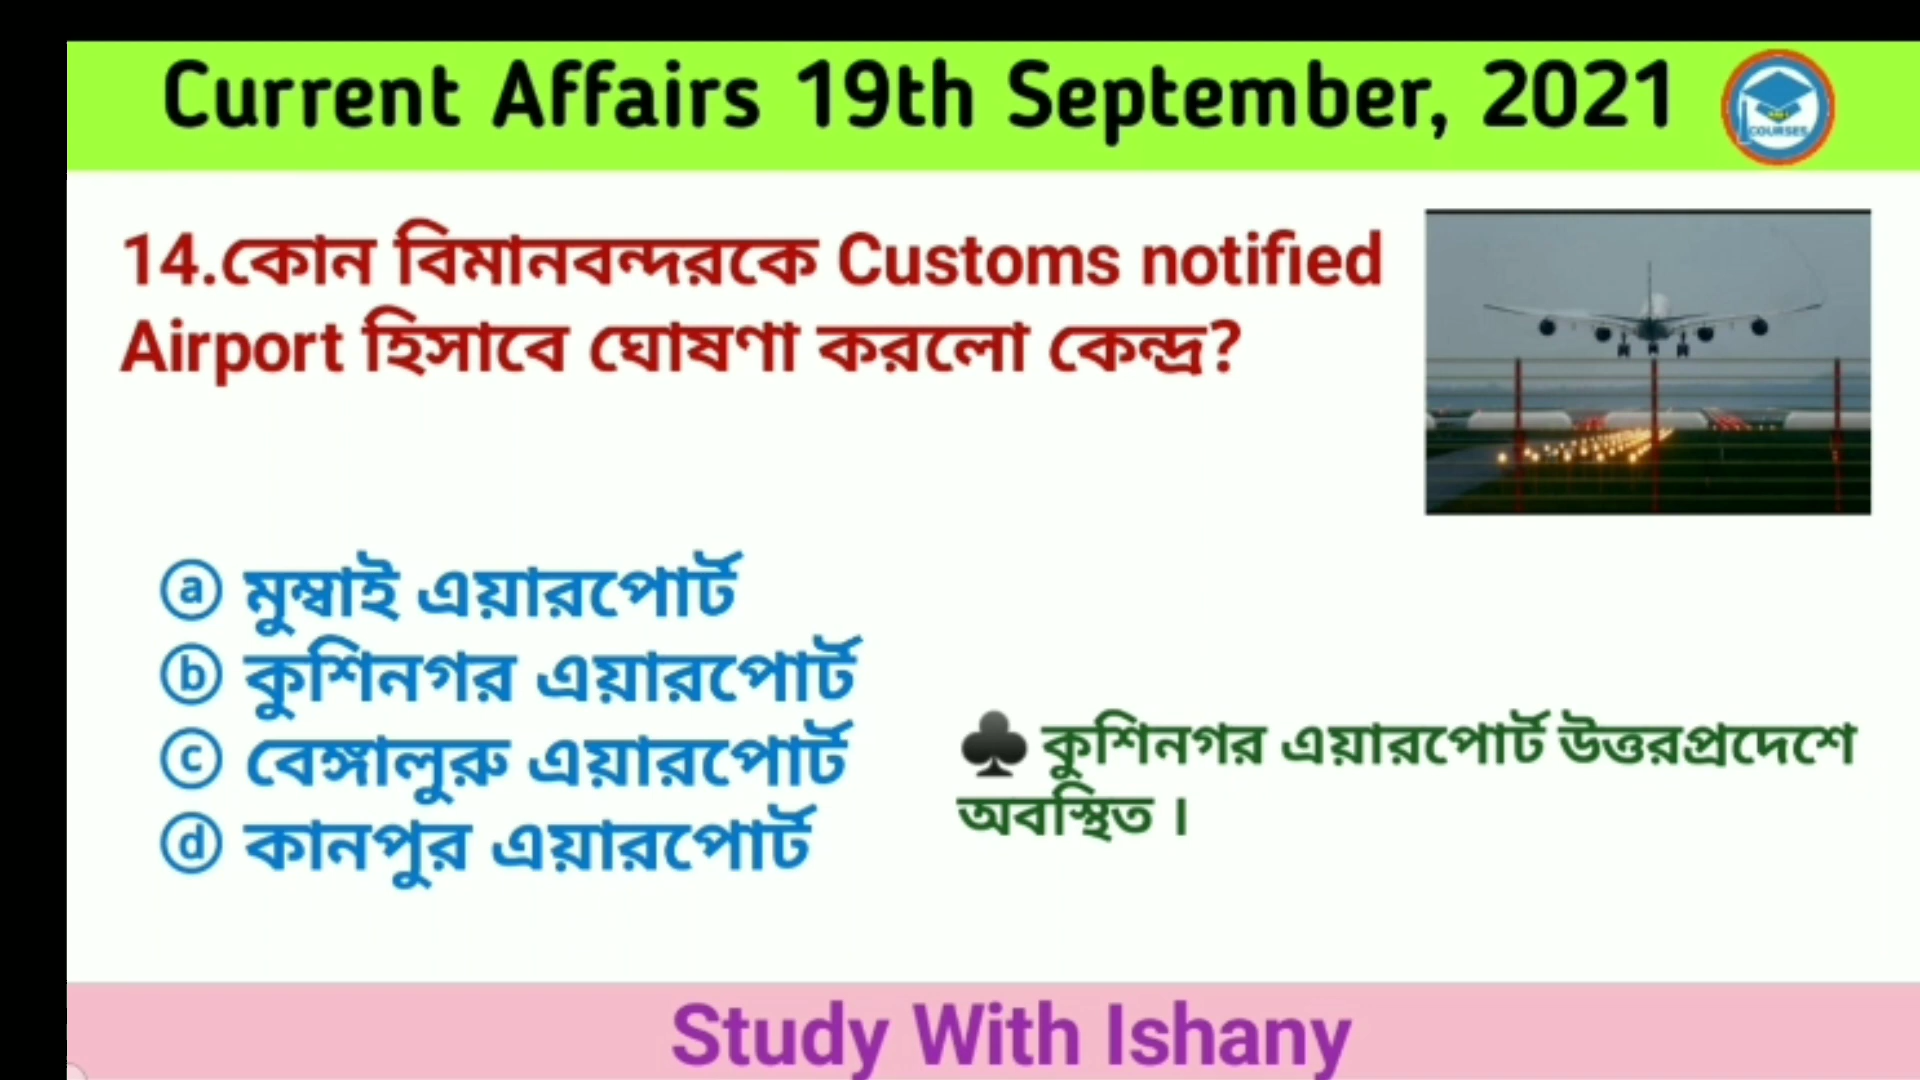 Current Affairs 19th September, 2021
COURSES
14.কোন বিমানবন্দরকে Customs notified
Airport হিসাবে ঘোষণা করলো কেন্দ্র?
ⓐ মুম্বাই এয়ারপোর্ট
ⓑ কুশিনগর এয়ারপোর্ট
ⓒ বেঙ্গালুরু এয়ারপোর্ট
ⓓ কানপুর এয়ারপোর্ট
♣ কুশিনগর এয়ারপোর্ট উত্তরপ্রদেশে
অবস্থিত ।
Study With Ishany